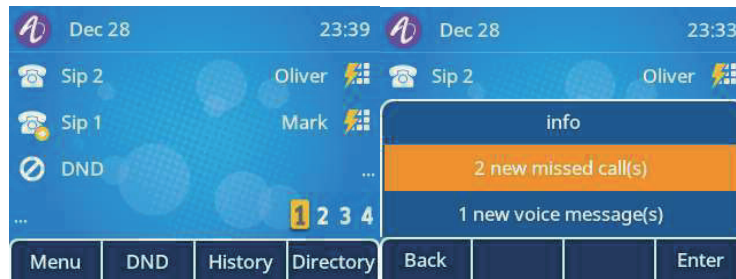 Dec 28 23:39
Sip 2 Oliver
Sip 1 Mark
DND ...
... 1 2 3 4
Menu DND History Directory
Dec 28 23:33
Sip 2 Oliver
info
2 new missed call(s)
1 new voice message(s)
Back Enter